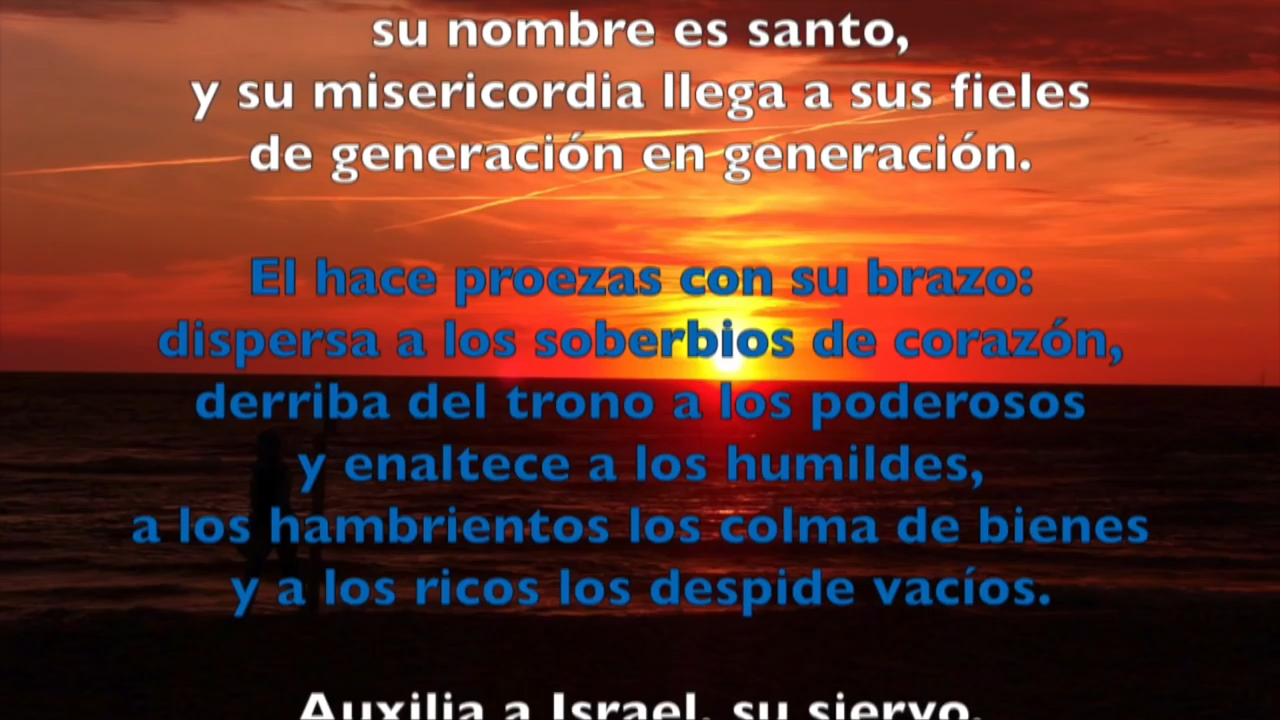 su nombre es santo,
y su misericordia llega a sus fieles
de generación en generación.
El hace proezas con su brazo:
dispersa a los soberbios de corazón,
derriba del trono a los poderosos
y enaltece a los humildes,
a los hambrientos los colma de bienes
y a los ricos los despide vacíos.
Auxilia a Israel, su siervo,